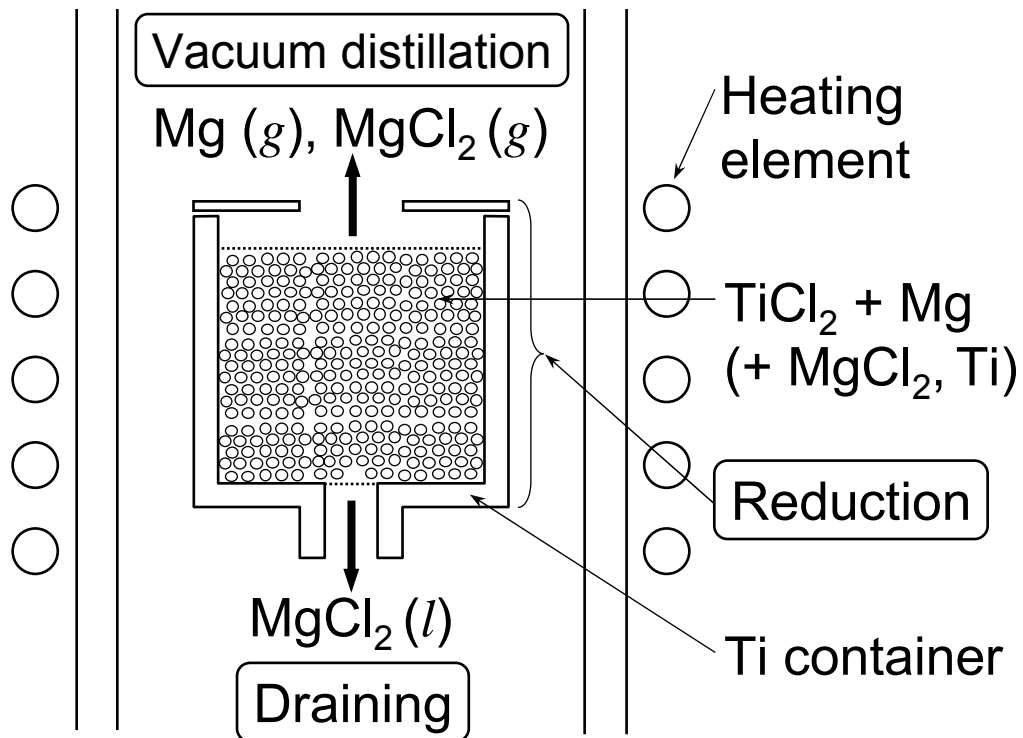 Vacuum distillation
Mg (g), MgCl₂ (g)
Heating
element
TiCl₂ + Mg
(+ MgCl₂, Ti)
Reduction
MgCl₂ (l)
Ti container
Draining